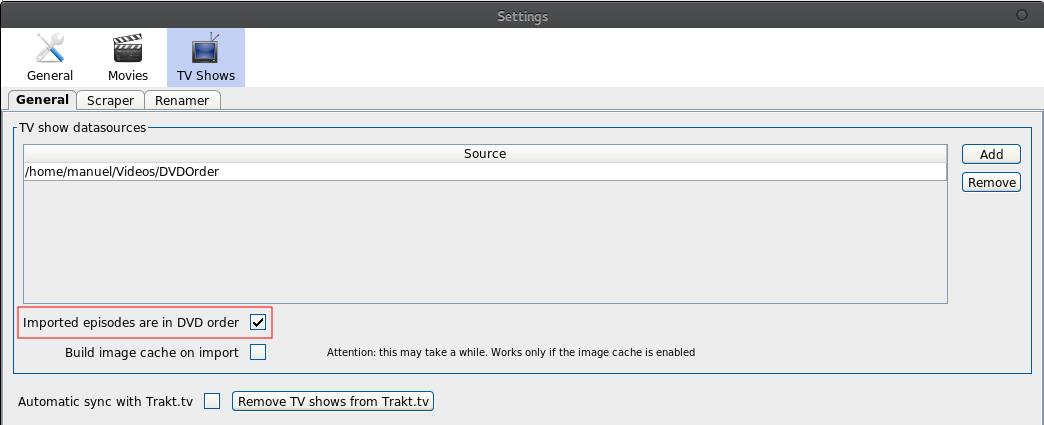 Settings
General Movies TV Shows
General Scraper Renamer
TV show datasources
Source
/home/manuel/Videos/DVDOrder
Add
Remove
Imported episodes are in DVD order
Build image cache on import Attention: this may take a while. Works only if the image cache is enabled
Automatic sync with Trakt.tv Remove TV shows from Trakt.tv